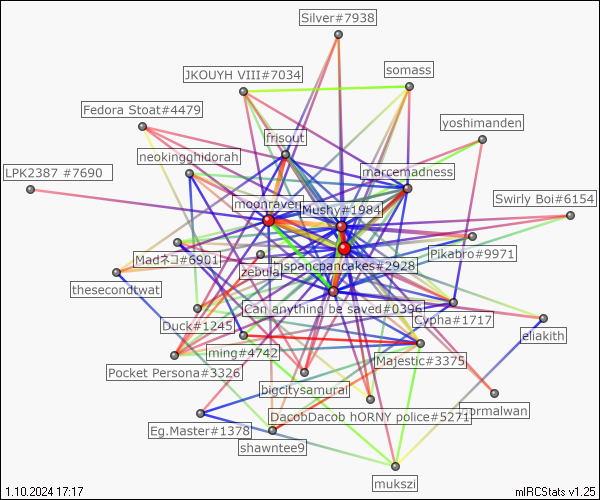 Silver#7938
somass
JKOUYH VIII#7034
Fedora Stoat#4479
yoshimanden
frisout
neokingghidorah
marcemadness
LPK2387 #7690
Swirly Boi#6154
moonraven
Mushy#1984
Pikabro#9971
Madネコ#6901
zebulal
jspancpancakes#2928
thesecondtwat
Can anything be saved#0396
Cypha#1717
Duck#1245
eliakith
ming#4742
Majestic#3375
Pocket Persona#3326
bigcitysamurai
DacobDacob hORNY police#5271
ormalwan
Eg.Master#1378
shawntee9
mukszi
1.10.2024 17:17
mIRCStats v1.25